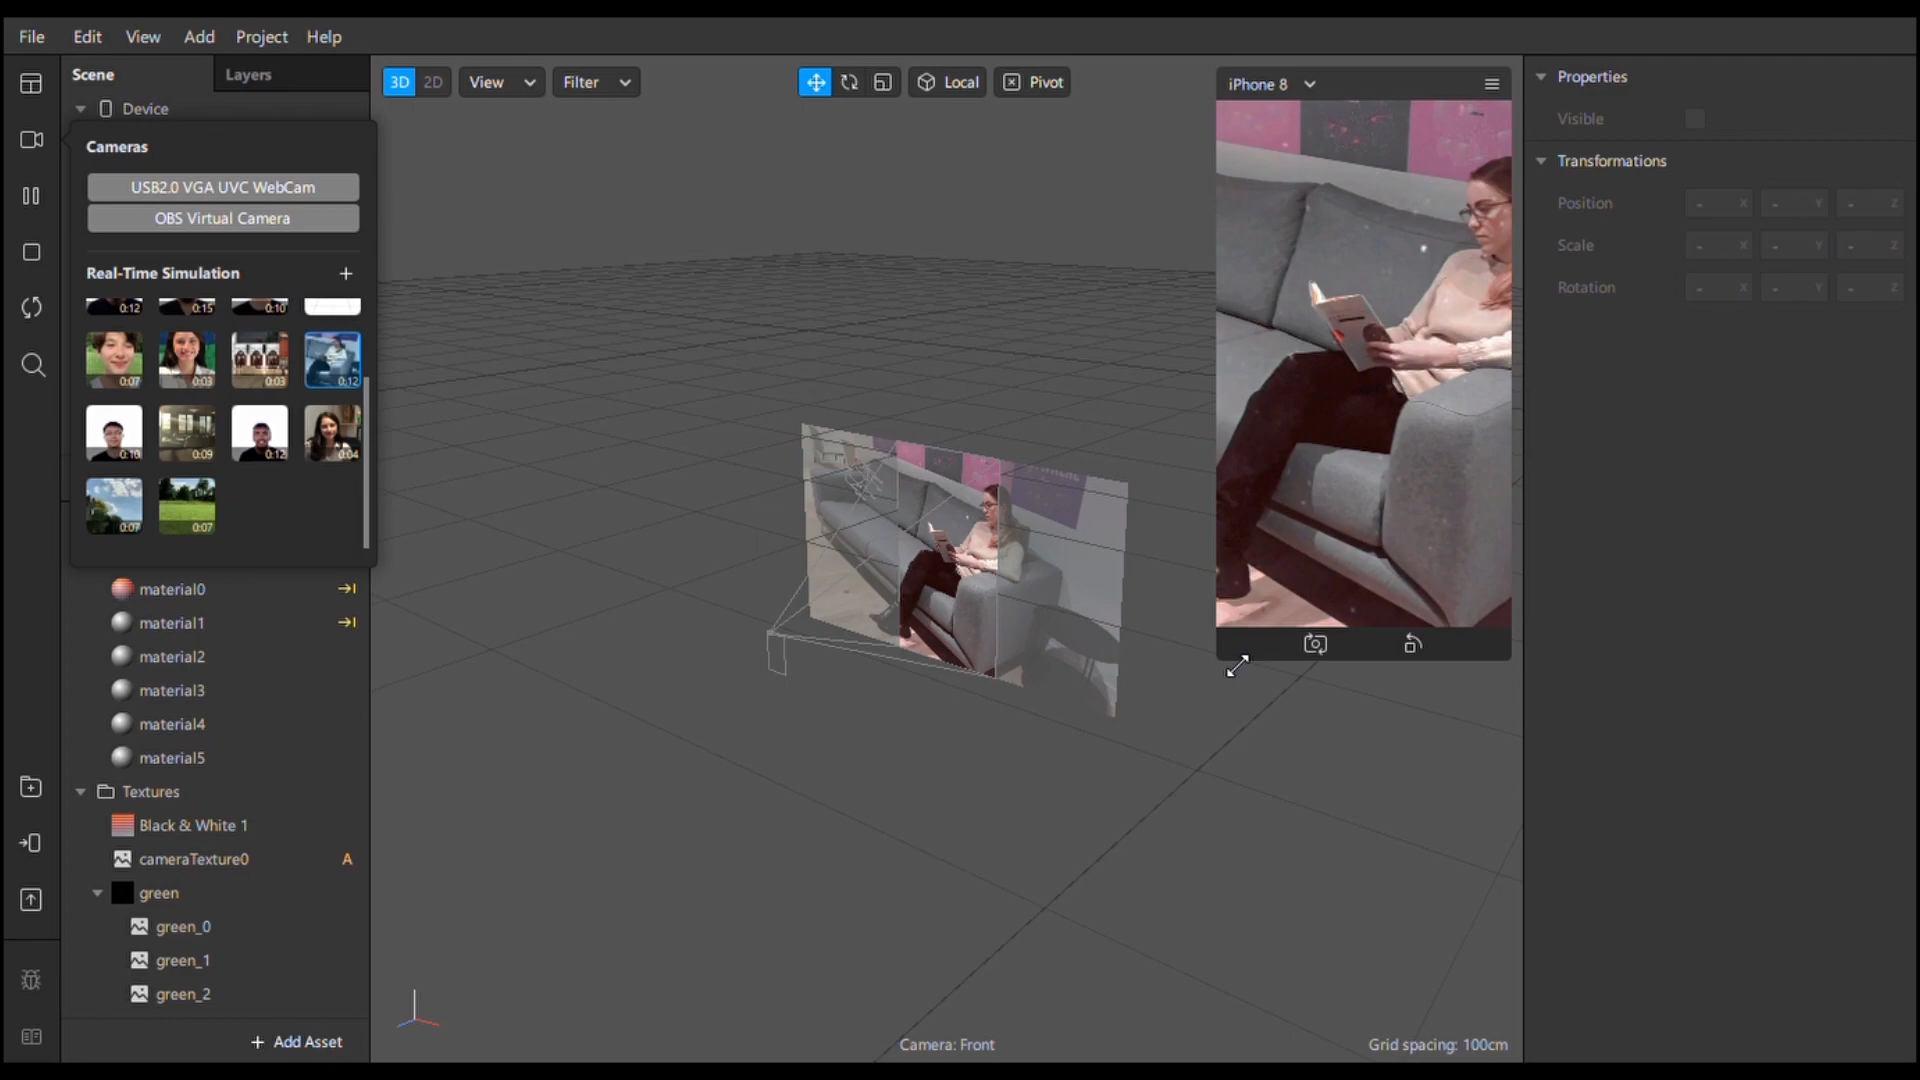 File Edit View Add Project Help
Scene Layers
Device
Cameras
USB2.0 VGA UVC WebCam
OBS Virtual Camera
Real-Time Simulation +
0:12 0:15 0:10
0:07 0:03 0:03 0:12
0:10 0:09 0:12 0:04
0:07 0:07
material0
material1
material2
material3
material4
material5
Textures
Black & White 1
cameraTexture0 A
green
green_0
green_1
green_2
+ Add Asset
3D 2D View Filter Local Pivot
iPhone 8
Camera: Front
Grid spacing: 100cm
Properties
Visible
Transformations
Position - X - Y - Z
Scale - X - Y - Z
Rotation - X - Y - Z